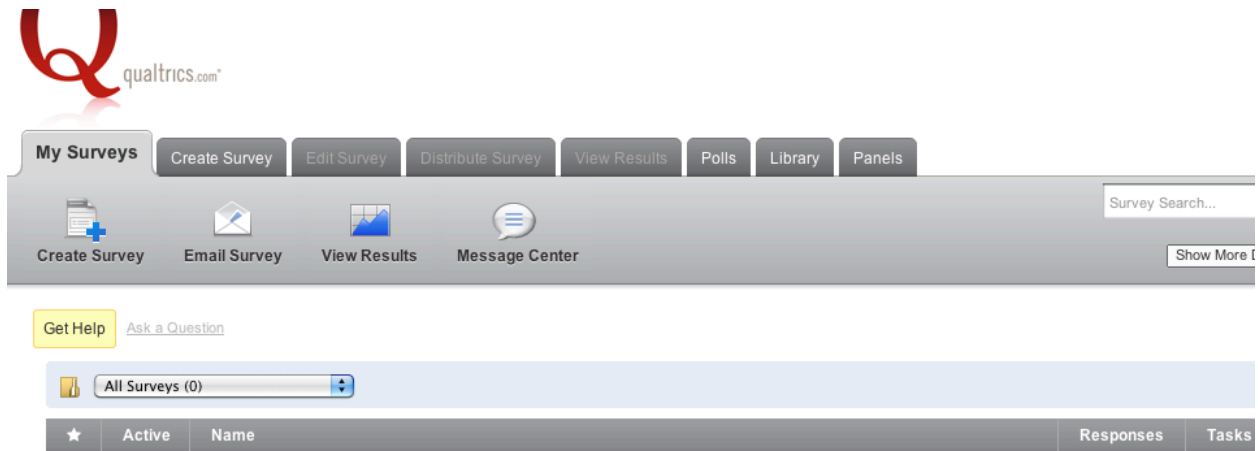 qualtrics.com
My Surveys Create Survey Edit Survey Distribute Survey View Results Polls Library Panels
Survey Search...
Create Survey Email Survey View Results Message Center
Show More D
Get Help Ask a Question
All Surveys (0)
Active Name Responses Tasks